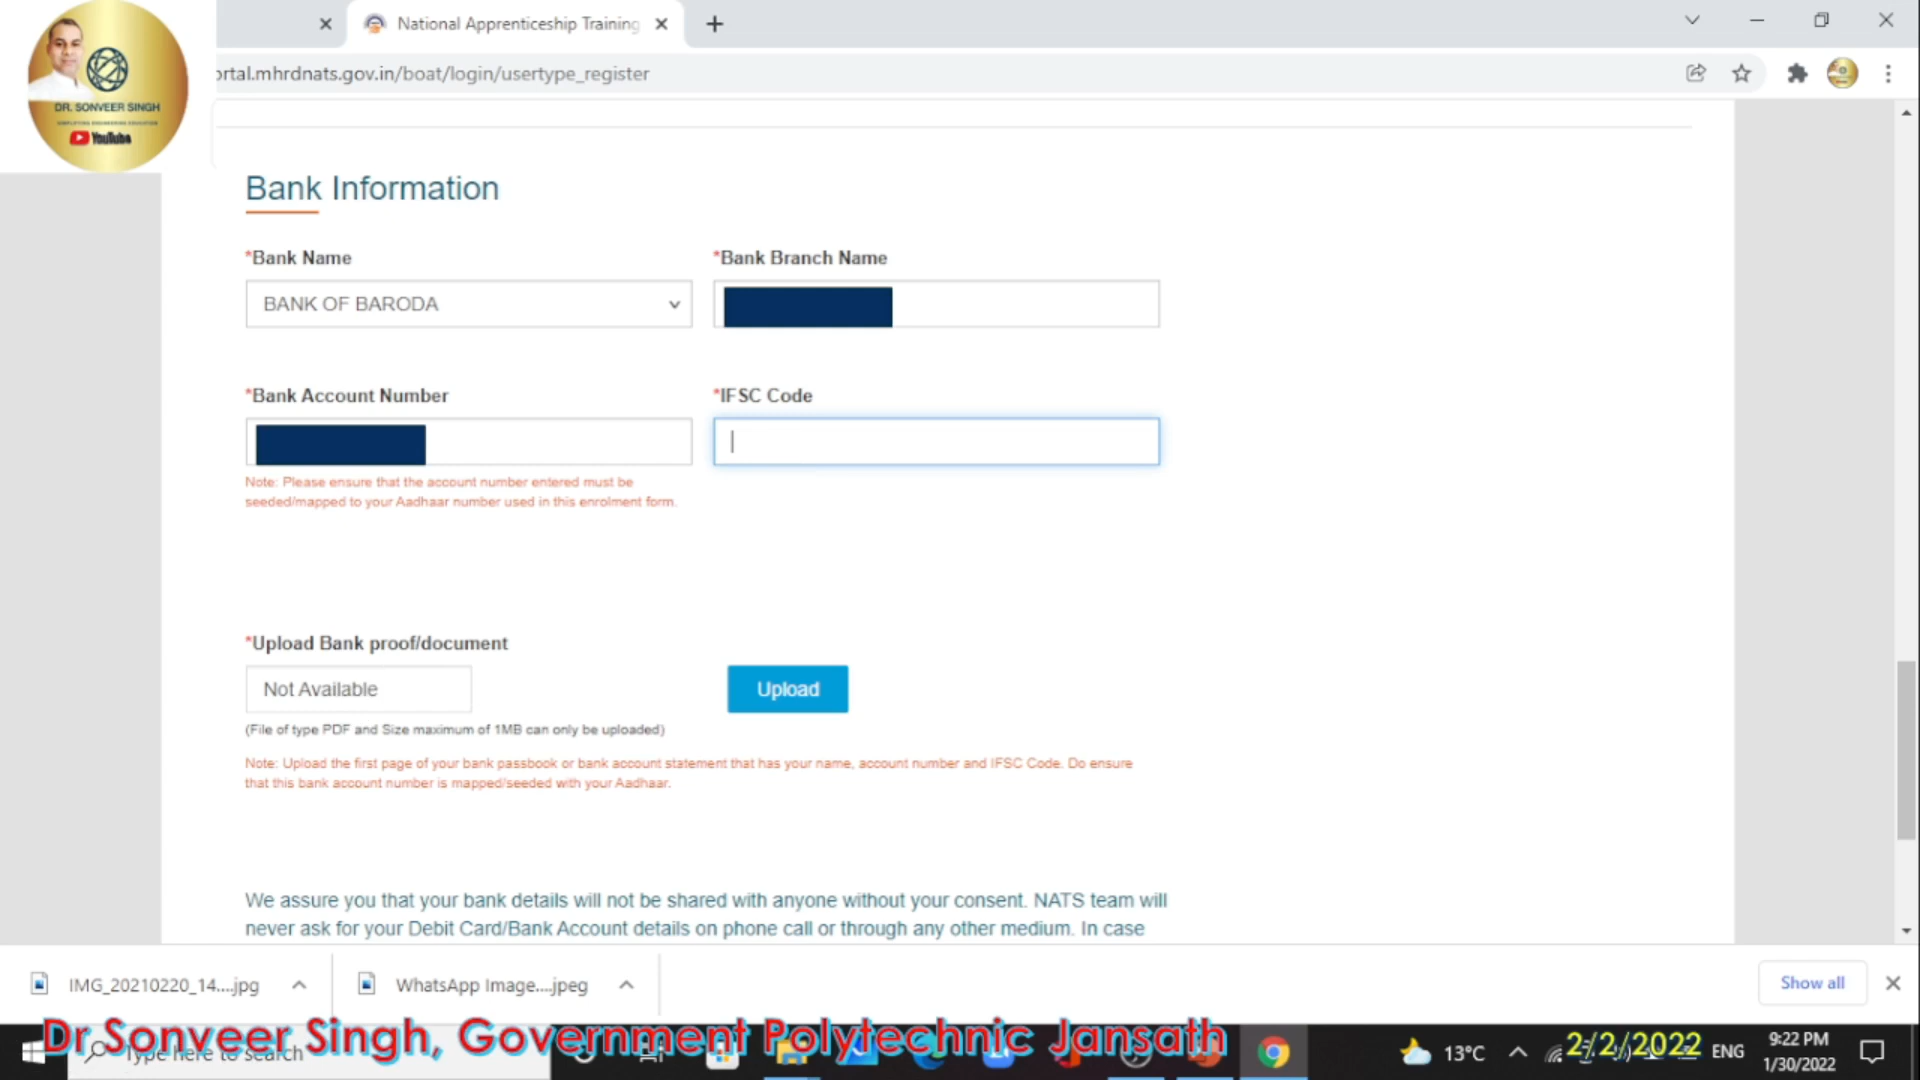 National Apprenticeship Training
ortal.mhrdnats.gov.in/boat/login/usertype_register
DR. SONVEER SINGH
SIMPLIFYING ENGINEERING EDUCATION
YouTube
Bank Information
*Bank Name
*Bank Branch Name
BANK OF BARODA
*Bank Account Number
*IFSC Code
Note: Please ensure that the account number entered must be
seeded/mapped to your Aadhaar number used in this enrolment form.
*Upload Bank proof/document
Not Available
Upload
(File of type PDF and Size maximum of 1MB can only be uploaded)
Note: Upload the first page of your bank passbook or bank account statement that has your name, account number and IFSC Code. Do ensure
that this bank account number is mapped/seeded with your Aadhaar.
We assure you that your bank details will not be shared with anyone without your consent. NATS team will
never ask for your Debit Card/Bank Account details on phone call or through any other medium. In case
IMG_20210220_14....jpg
WhatsApp Image....jpeg
Show all
Dr Sonveer Singh, Government Polytechnic Jansath
Type here to search
13°C
2/2/2022
ENG
9:22 PM
1/30/2022